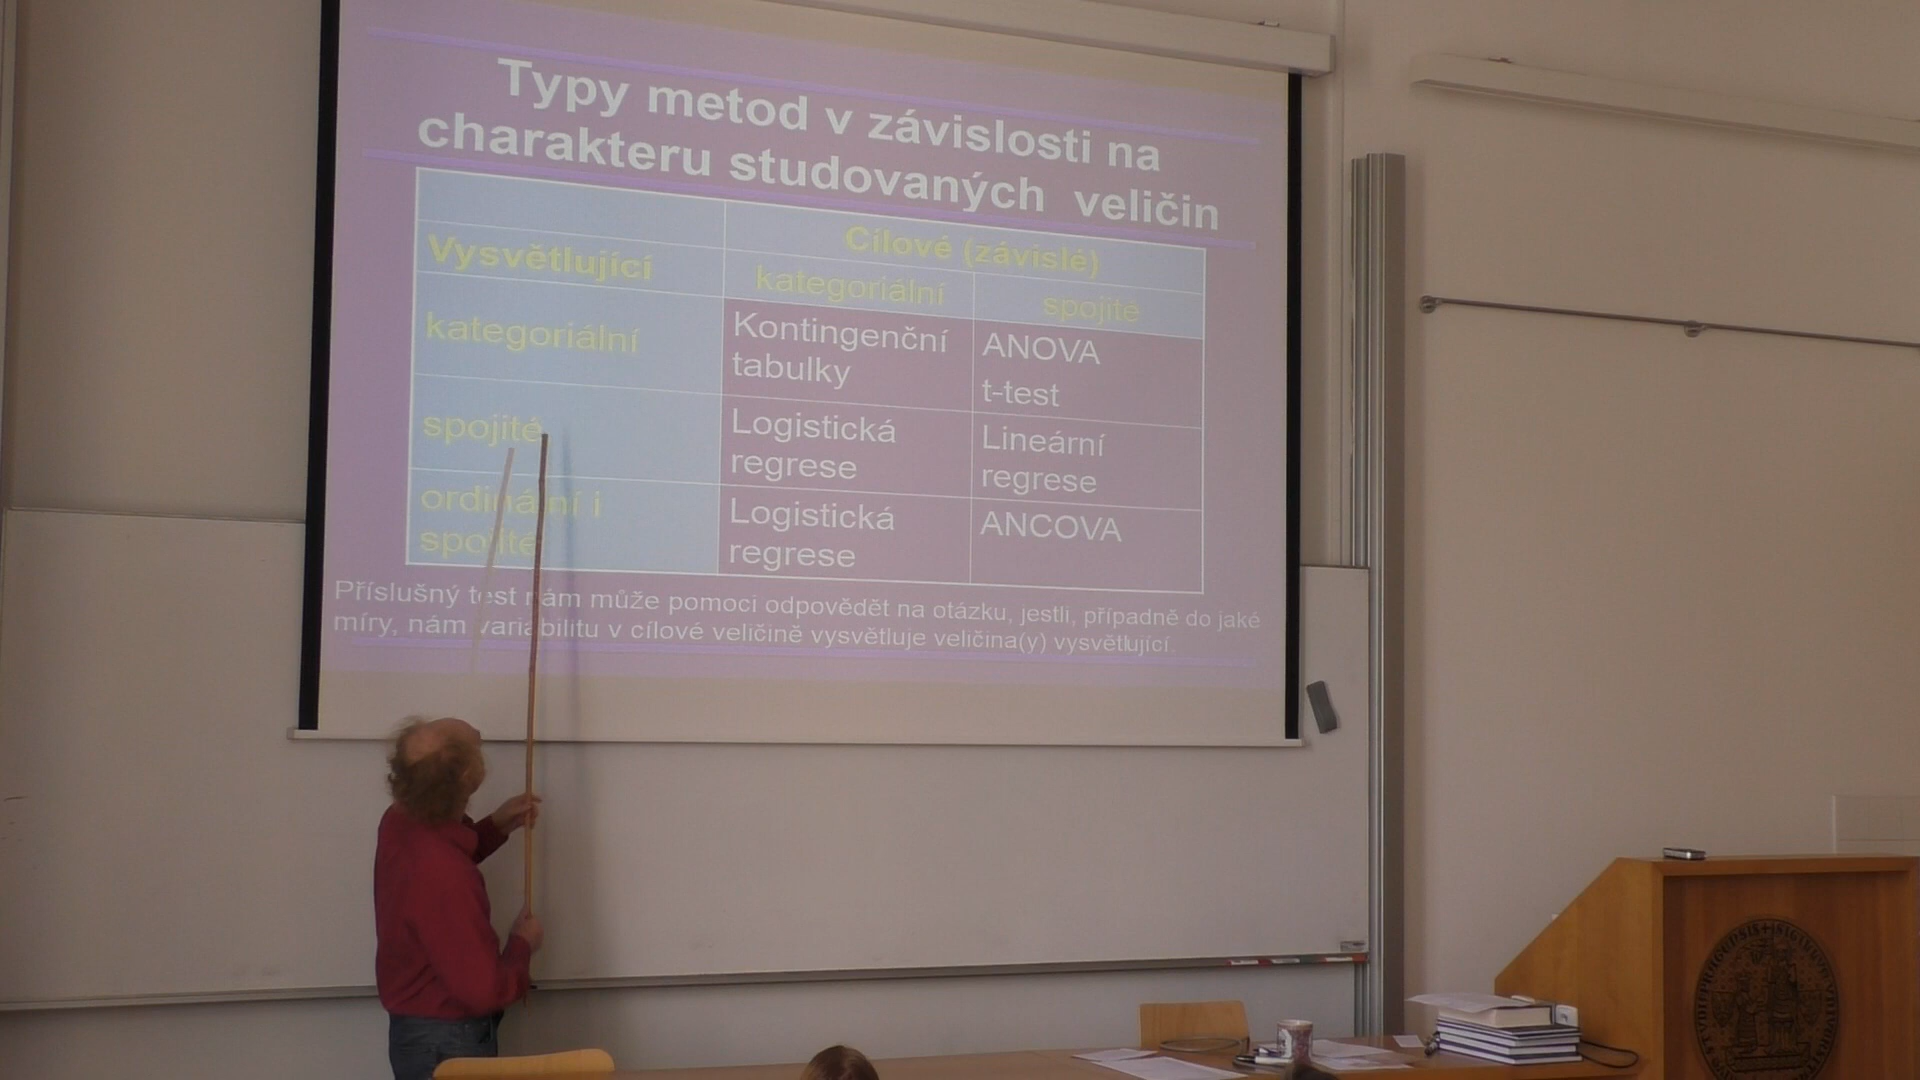 Typy metod v závislosti na
charakteru studovaných veličin
Cílové (závislé)
Vysvětlující
kategoriální
spojité
kategoriální
Kontingenční
tabulky
ANOVA
t-test
spojité
Logistická
regrese
Lineární
regrese
ordinální i
spojité
Logistická
regrese
ANCOVA
Příslušný test nám může pomoci odpovědět na otázku, jestli, případně do jaké
míry, nám variabilitu v cílové veličině vysvětluje veličina(y) vysvětlující.